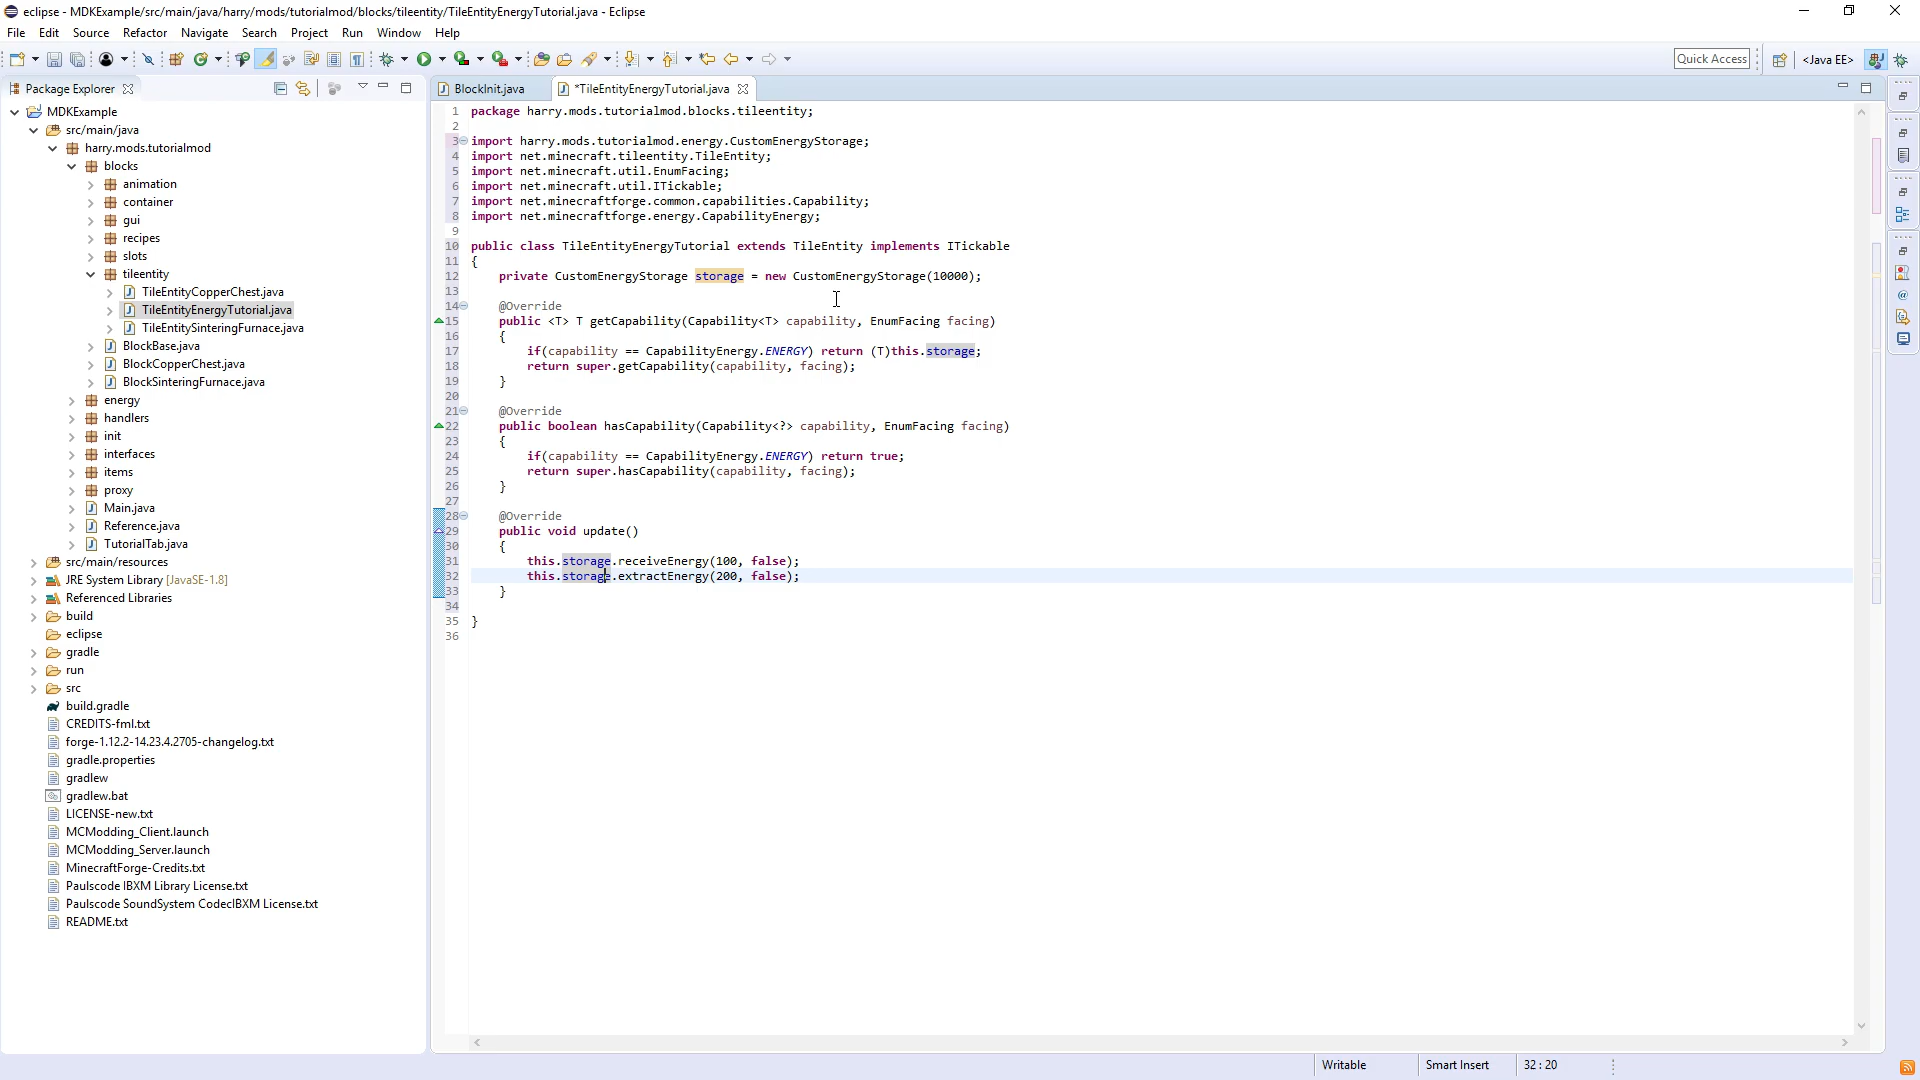 eclipse - MDKExample/src/main/java/harry/mods/tutorialmod/blocks/tileentity/TileEntityEnergyTutorial.java - Eclipse
File Edit Source Refactor Navigate Search Project Run Window Help
Quick Access <Java EE>
Package Explorer
MDKExample
src/main/java
harry.mods.tutorialmod
blocks
animation
container
gui
recipes
slots
tileentity
TileEntityCopperChest.java
TileEntityEnergyTutorial.java
TileEntitySinteringFurnace.java
BlockBase.java
BlockCopperChest.java
BlockSinteringFurnace.java
energy
handlers
init
interfaces
items
proxy
Main.java
Reference.java
TutorialTab.java
src/main/resources
JRE System Library [JavaSE-1.8]
Referenced Libraries
build
eclipse
gradle
run
src
build.gradle
CREDITS-fml.txt
forge-1.12.2-14.23.4.2705-changelog.txt
gradle.properties
gradlew
gradlew.bat
LICENSE-new.txt
MCModding_Client.launch
MCModding_Server.launch
MinecraftForge-Credits.txt
Paulscode IBXM Library License.txt
Paulscode SoundSystem CodecIBXM License.txt
README.txt
BlockInit.java *TileEntityEnergyTutorial.java
1 package harry.mods.tutorialmod.blocks.tileentity;
2
3 import harry.mods.tutorialmod.energy.CustomEnergyStorage;
4 import net.minecraft.tileentity.TileEntity;
5 import net.minecraft.util.EnumFacing;
6 import net.minecraft.util.ITickable;
7 import net.minecraftforge.common.capabilities.Capability;
8 import net.minecraftforge.energy.CapabilityEnergy;
9
10 public class TileEntityEnergyTutorial extends TileEntity implements ITickable
11 {
12 private CustomEnergyStorage storage = new CustomEnergyStorage(10000);
13
14 @Override
15 public <T> T getCapability(Capability<T> capability, EnumFacing facing)
16 {
17 if(capability == CapabilityEnergy.ENERGY) return (T)this.storage;
18 return super.getCapability(capability, facing);
19 }
20
21 @Override
22 public boolean hasCapability(Capability<?> capability, EnumFacing facing)
23 {
24 if(capability == CapabilityEnergy.ENERGY) return true;
25 return super.hasCapability(capability, facing);
26 }
27
28 @Override
29 public void update()
30 {
31 this.storage.receiveEnergy(100, false);
32 this.storage.extractEnergy(200, false);
33 }
34
35 }
36
Writable Smart Insert 32 : 20